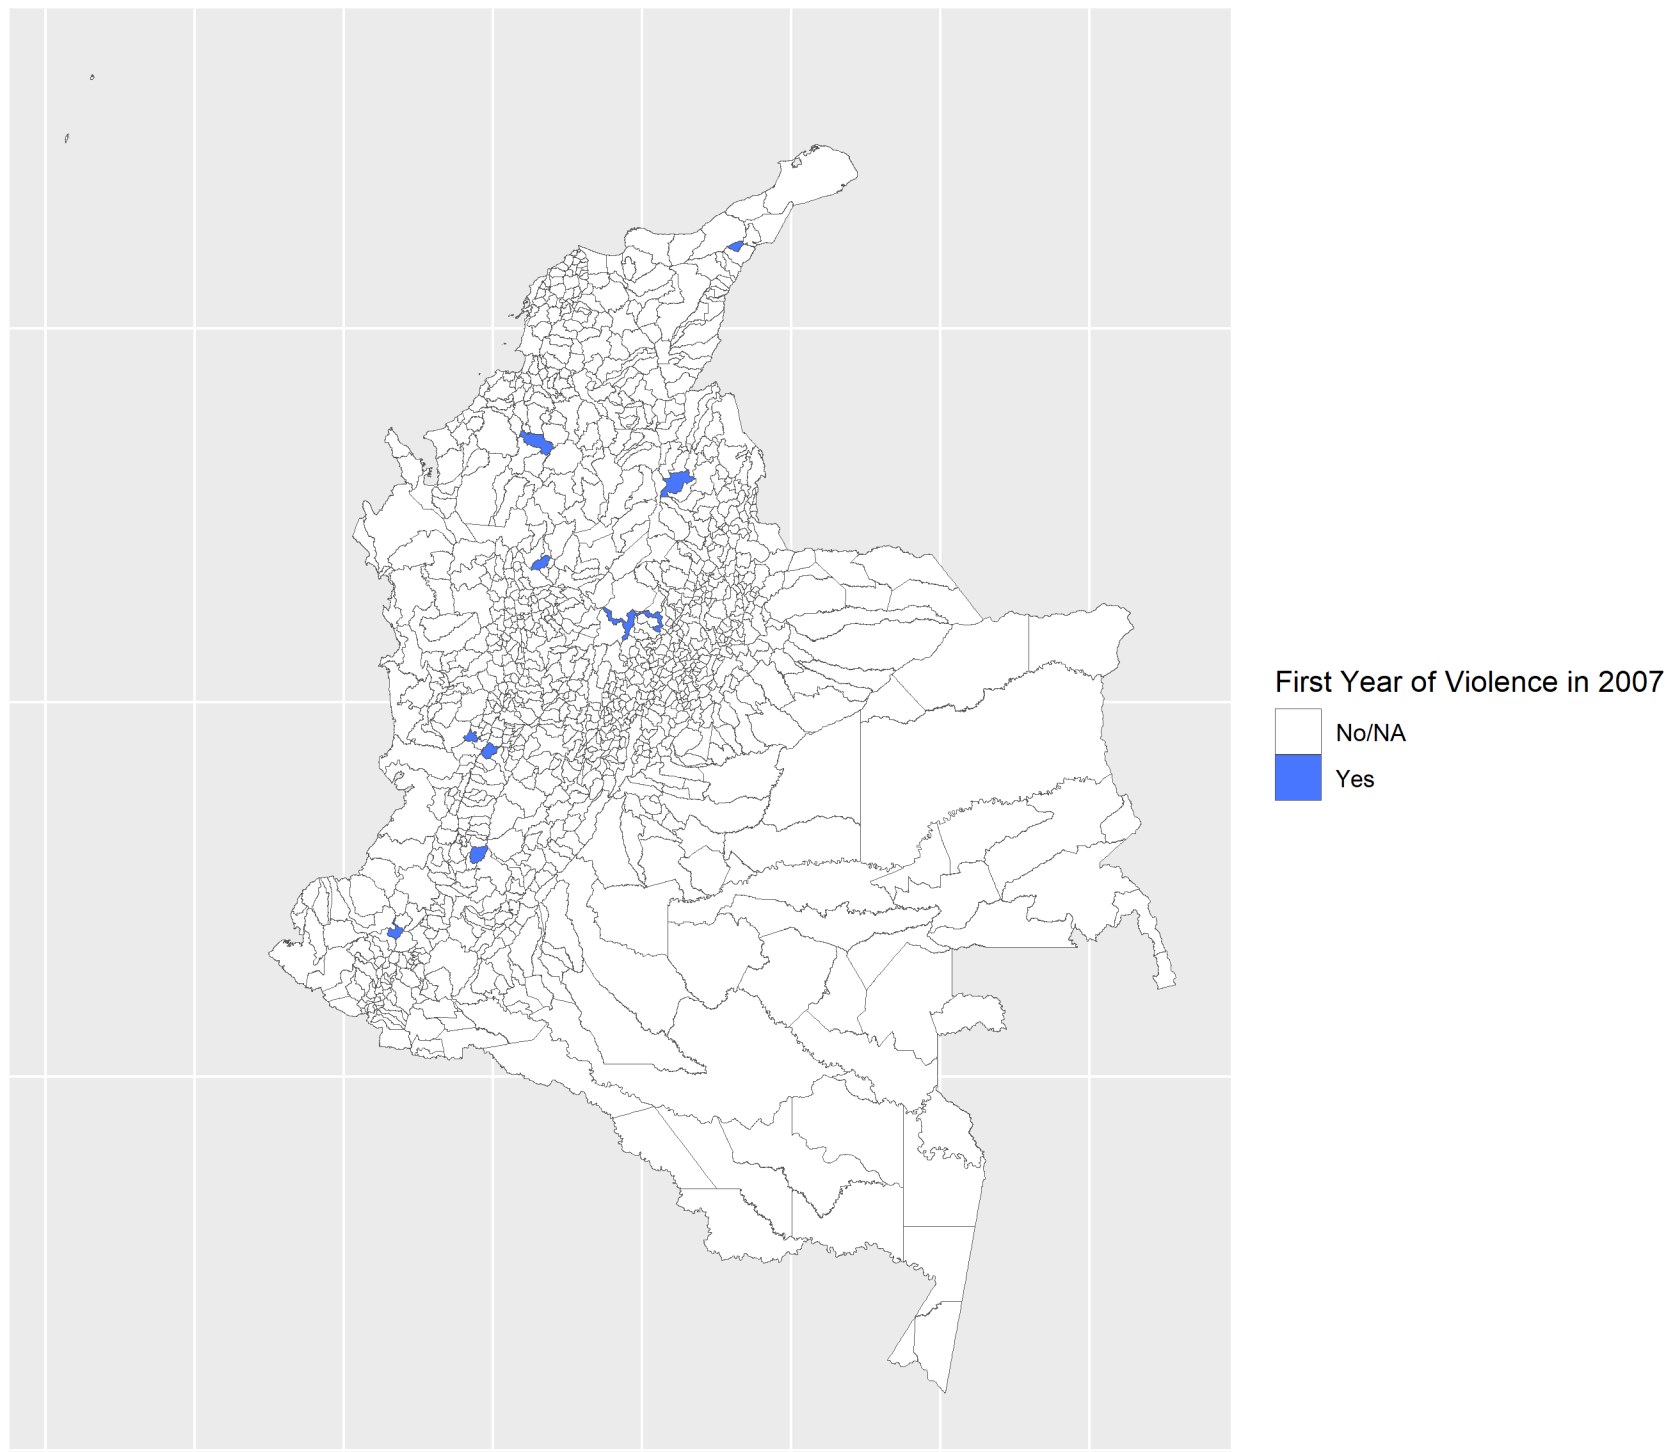 First Year of Violence in 2007
No/NA
Yes